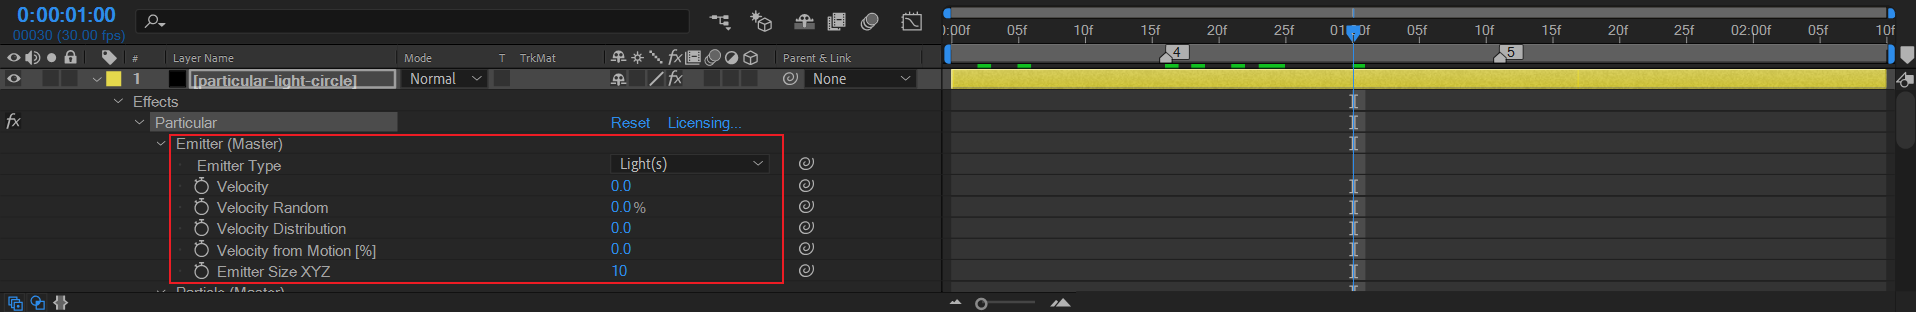 0:00:01:00
00030 (30.00 fps)
0:00f 05f 10f 15f 20f 25f 01:00f 05f 10f 15f 20f 25f 02:00f 05f 10f
# Layer Name Mode T TrkMat Parent & Link
4 5
1 [particular-light-circle] Normal None
Effects
fx Particular Reset Licensing...
Emitter (Master)
Emitter Type Light(s)
Velocity 0.0
Velocity Random 0.0%
Velocity Distribution 0.0
Velocity from Motion [%] 0.0
Emitter Size XYZ 10
Particle (Master)